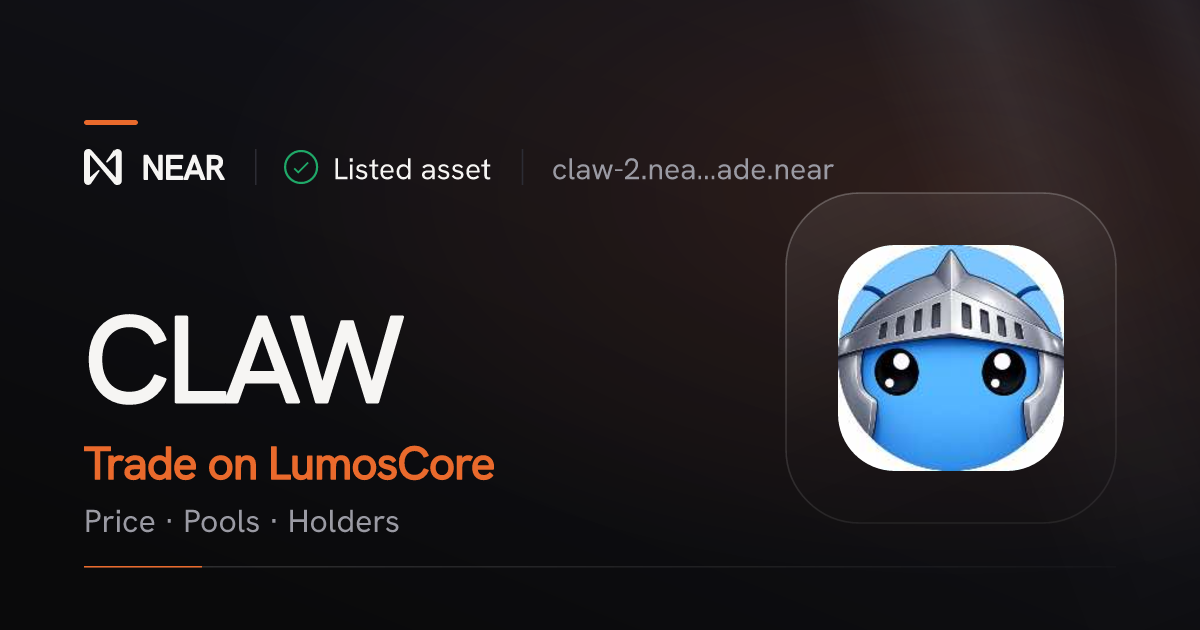 NEAR Listed asset claw-2.nea...ade.near
CLAW
Trade on LumosCore
Price · Pools · Holders